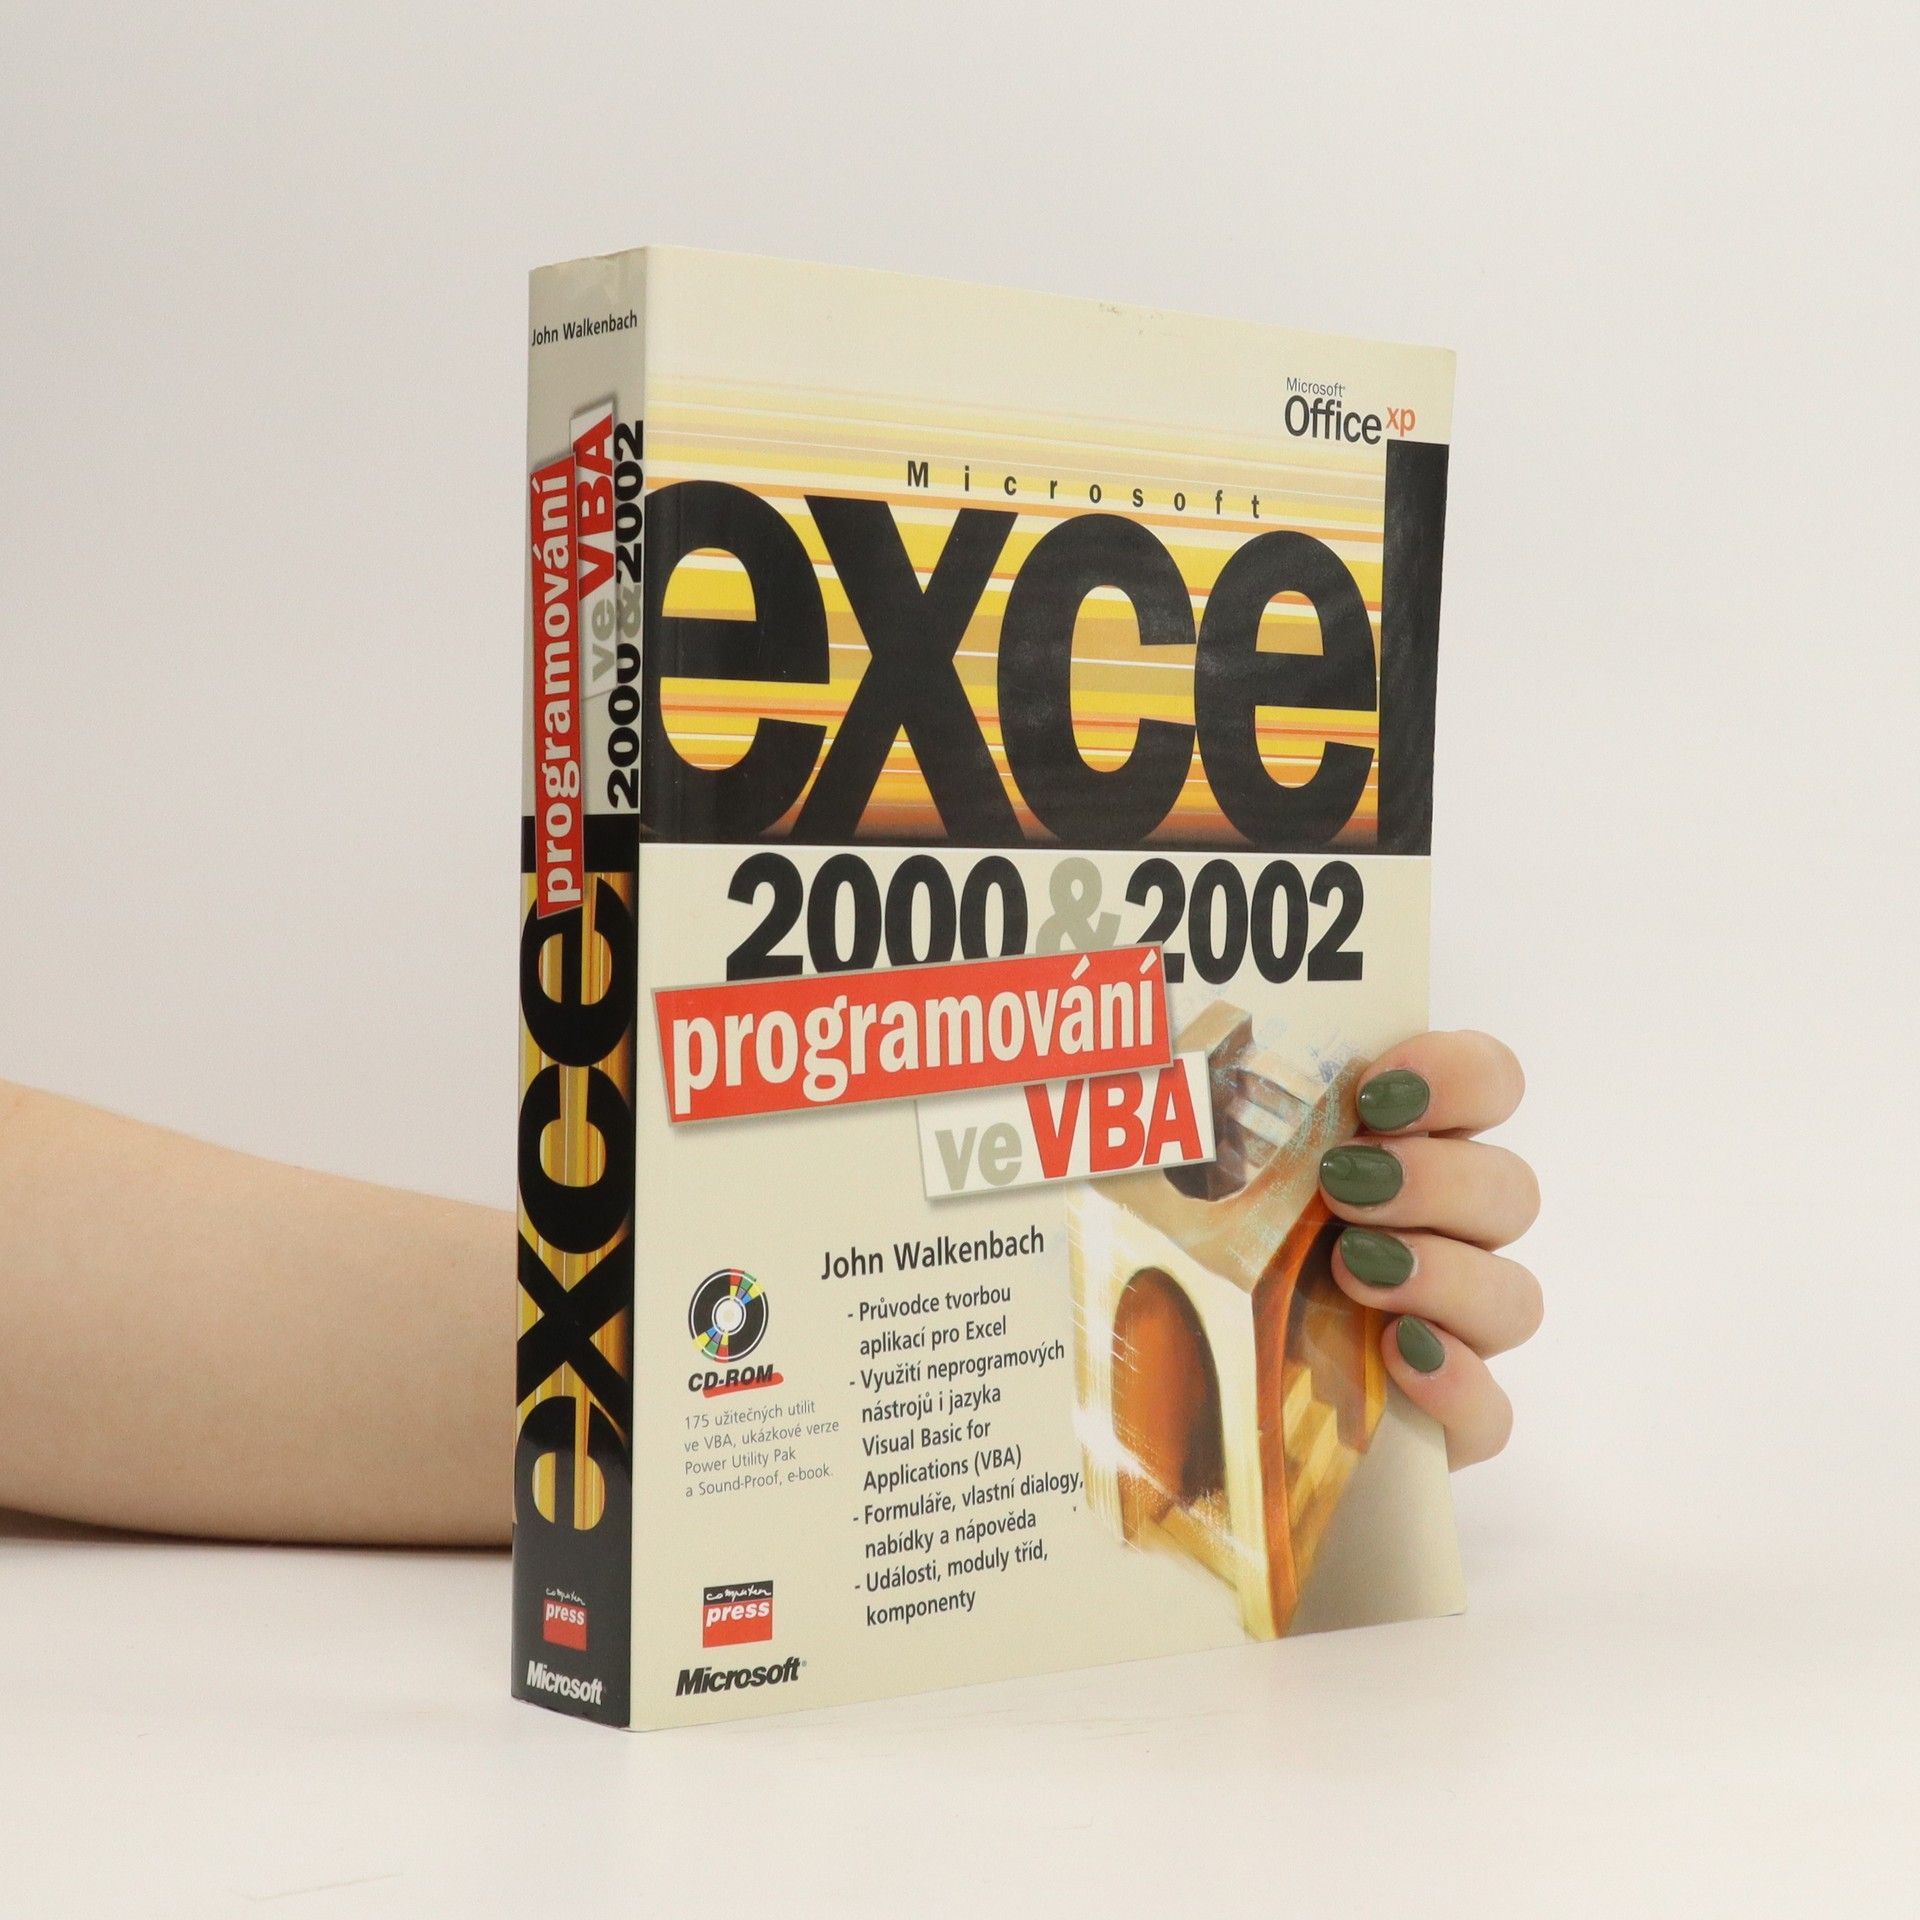 John Walkenbach
programování
ve VBA
2000 & 2002
excel
computer
press
Microsoft
Microsoft
Office xp
Microsoft
excel
2000 & 2002
programování
ve VBA
John Walkenbach
- Průvodce tvorbou
aplikací pro Excel
- Využití neprogramových
nástrojů i jazyka
Visual Basic for
Applications (VBA)
- Formuláře, vlastní dialogy,
nabídky a nápověda
- Události, moduly tříd,
komponenty
CD-ROM
175 užitečných utilit
ve VBA, ukázkové verze
Power Utility Pak
a Sound-Proof, e-book.
computer
press
Microsoft®